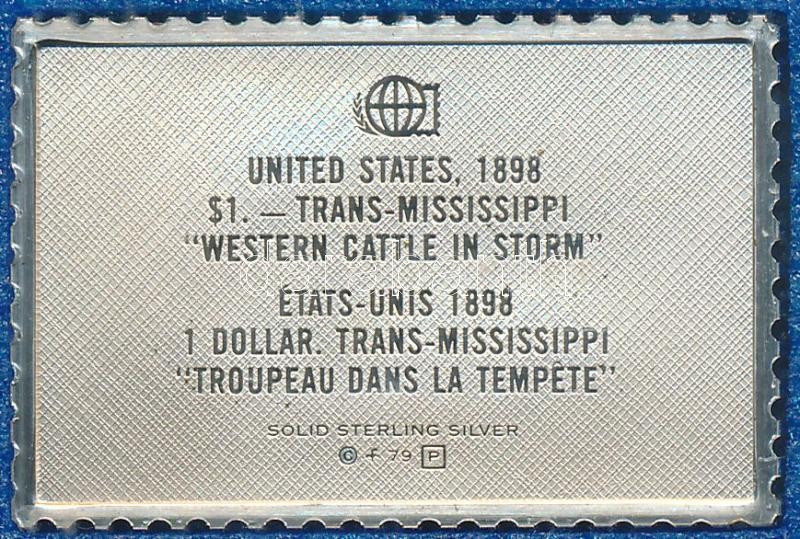 UNITED STATES, 1898
$1. — TRANS-MISSISSIPPI
"WESTERN CATTLE IN STORM"
ÉTATS-UNIS 1898
1 DOLLAR. TRANS-MISSISSIPPI
"TROUPEAU DANS LA TEMPÊTE"
SOLID STERLING SILVER
© f 79 P